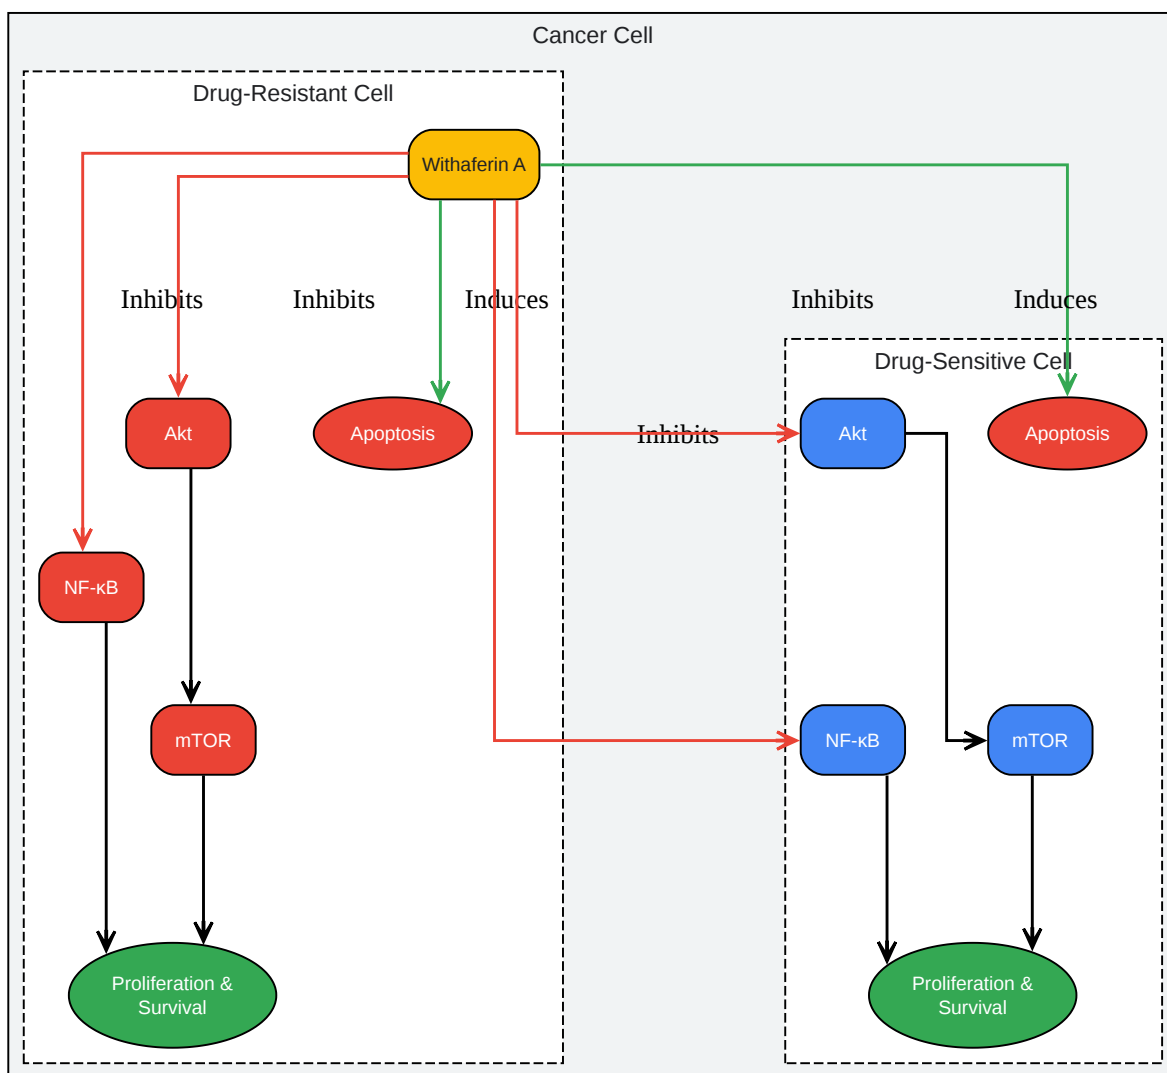 Cancer Cell
Drug-Resistant Cell
Withaferin A
Inhibits
Inhibits
Induces
Inhibits
Induces
Drug-Sensitive Cell
Akt
Apoptosis
Inhibits
Akt
Apoptosis
NF-κB
mTOR
NF-κB
mTOR
Proliferation &
Survival
Proliferation &
Survival